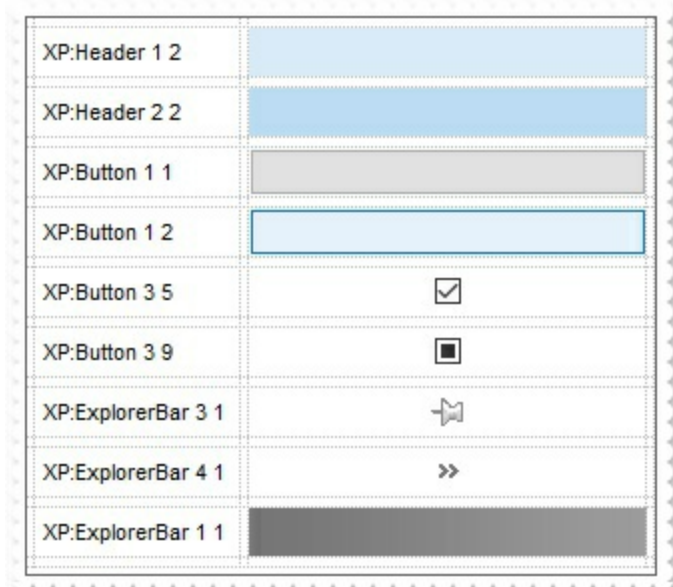 XP:Header 1 2
XP:Header 2 2
XP:Button 1 1
XP:Button 1 2
XP:Button 3 5
XP:Button 3 9
XP:ExplorerBar 3 1
XP:ExplorerBar 4 1
XP:ExplorerBar 1 1